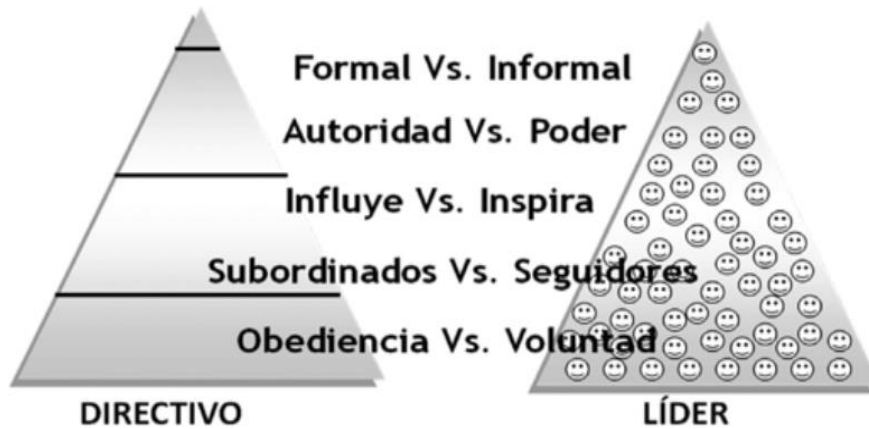 Formal Vs. Informal
Autoridad Vs. Poder
Influye Vs. Inspira
Subordinados Vs. Seguidores
Obediencia Vs. Voluntad
DIRECTIVO
LÍDER